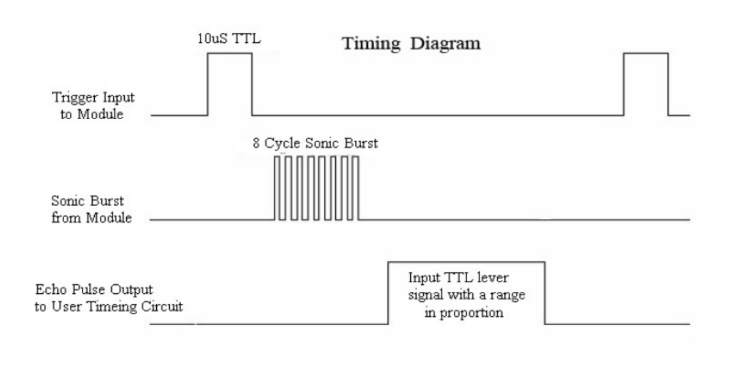 10uS TTL
Timing Diagram
Trigger Input
to Module
8 Cycle Sonic Burst
Sonic Burst
from Module
Echo Pulse Output
to User Timeing Circuit
Input TTL lever
signal with a range
in proportion